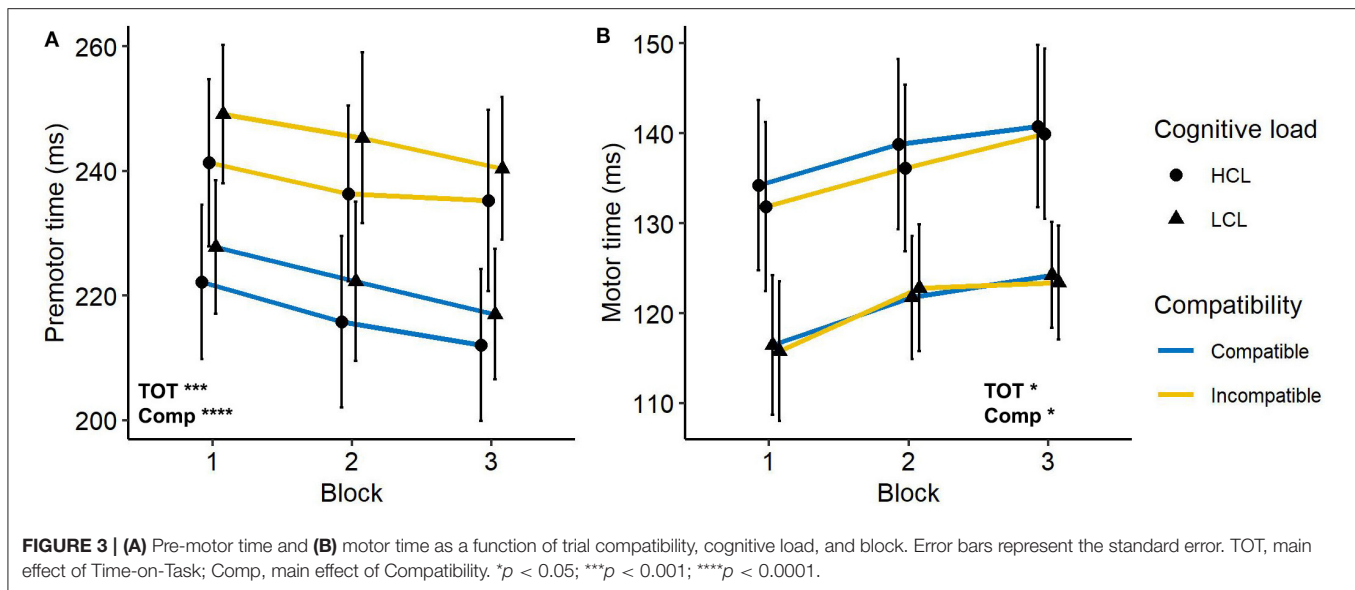 A
260
240
220
200
Premotor time (ms)
TOT ***
Comp ****
1 2 3
Block
B
150
140
130
120
110
Motor time (ms)
TOT *
Comp *
1 2 3
Block
Cognitive load
HCL
LCL
Compatibility
Compatible
Incompatible
FIGURE 3 | (A) Pre-motor time and (B) motor time as a function of trial compatibility, cognitive load, and block. Error bars represent the standard error. TOT, main
effect of Time-on-Task; Comp, main effect of Compatibility. *p < 0.05; ***p < 0.001; ****p < 0.0001.